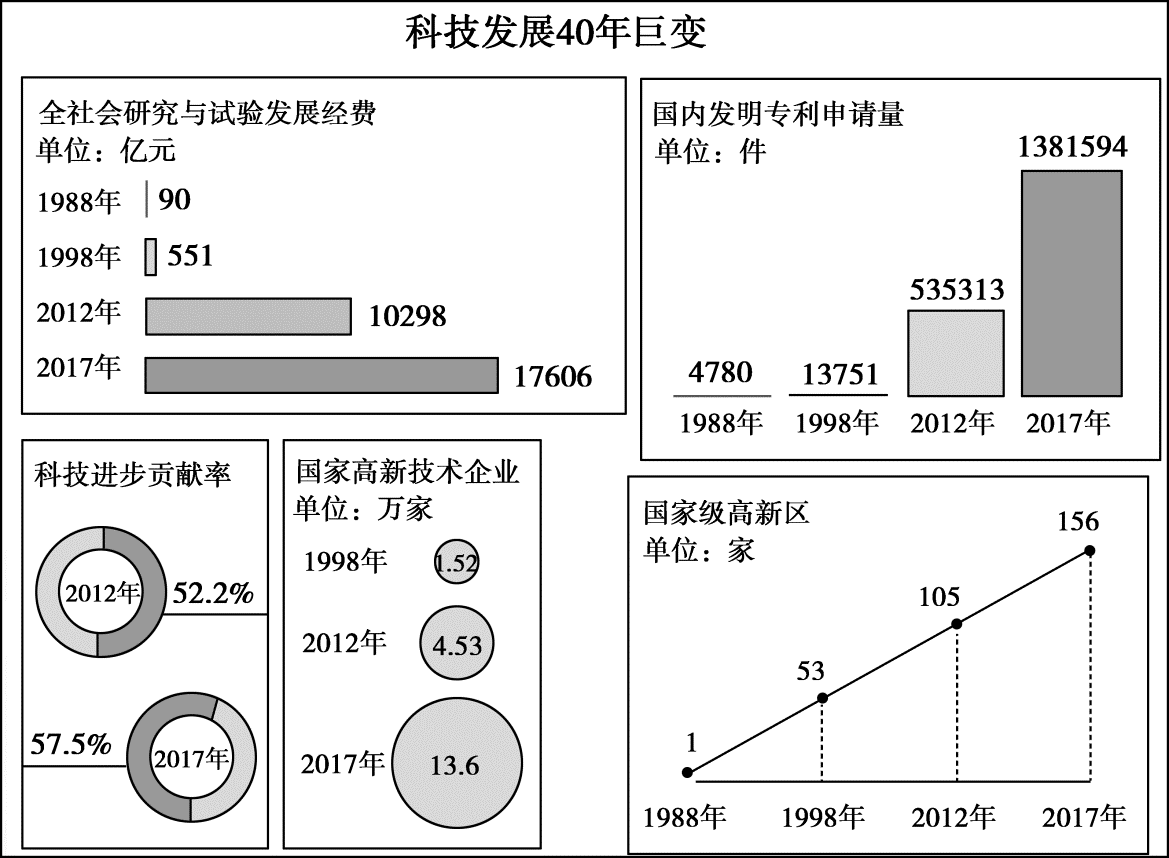 科技发展40年巨变
全社会研究与试验发展经费
单位：亿元
1988年 90
1998年 551
2012年 10298
2017年 17606
国内发明专利申请量
单位：件
4780 13751 535313 1381594
1988年 1998年 2012年 2017年
科技进步贡献率
2012年 52.2%
57.5% 2017年
国家高新技术企业
单位：万家
1998年 1.52
2012年 4.53
2017年 13.6
国家级高新区
单位：家
1 53 105 156
1988年 1998年 2012年 2017年